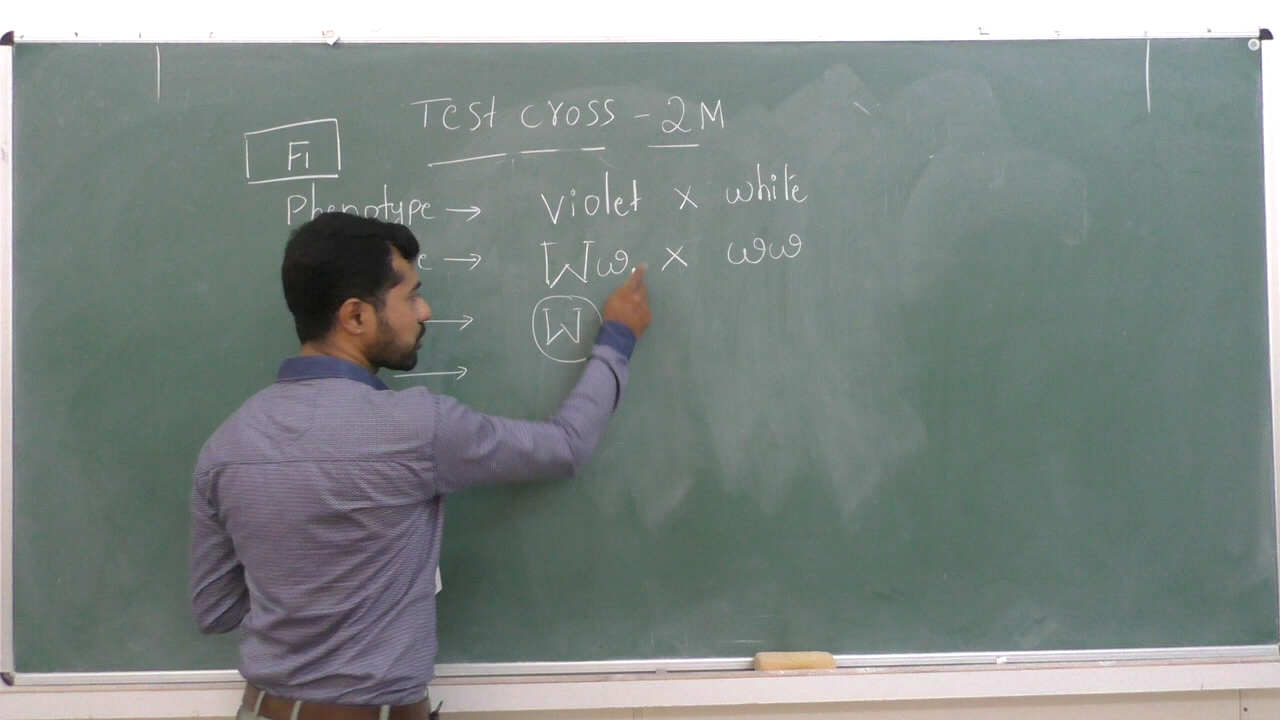 Test cross - 2M
F1
Phenotype → violet × white
→ Ww × ww
→ W
→